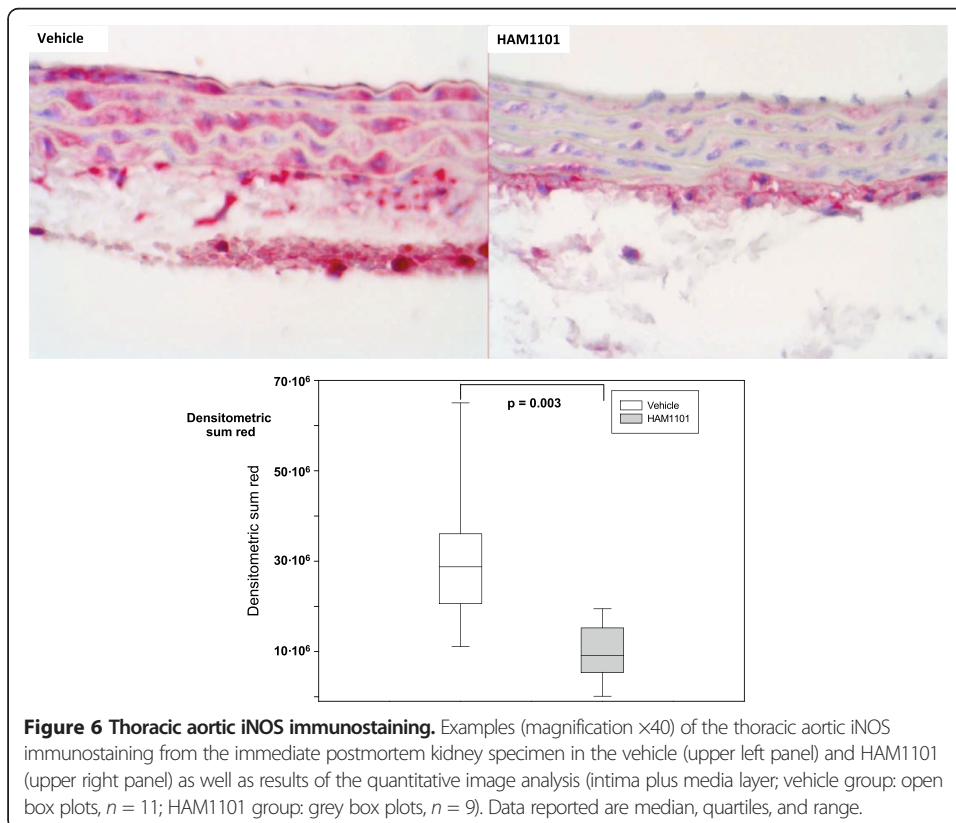 Vehicle
HAM1101
70·10⁶
p = 0.003
Vehicle
HAM1101
Densitometric
sum red
Densitometric sum red
50·10⁶
30·10⁶
10·10⁶
Figure 6 Thoracic aortic iNOS immunostaining. Examples (magnification ×40) of the thoracic aortic iNOS
immunostaining from the immediate postmortem kidney specimen in the vehicle (upper left panel) and HAM1101
(upper right panel) as well as results of the quantitative image analysis (intima plus media layer; vehicle group: open
box plots, n = 11; HAM1101 group: grey box plots, n = 9). Data reported are median, quartiles, and range.